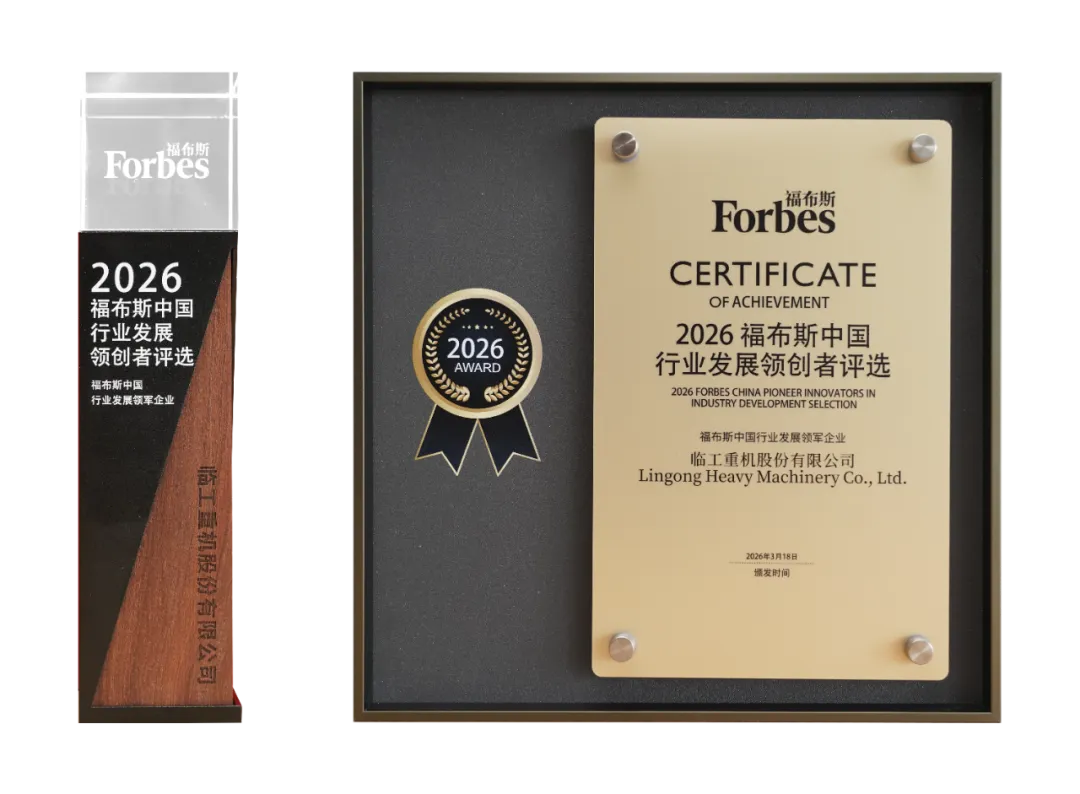 福布斯
Forbes
2026
福布斯中国
行业发展
领创者评选
福布斯中国
行业发展领军企业
临工重机股份有限公司
2026
AWARD
福布斯
Forbes
CERTIFICATE
OF ACHIEVEMENT
2026 福布斯中国
行业发展领创者评选
2026 FORBES CHINA PIONEER INNOVATORS IN
INDUSTRY DEVELOPMENT SELECTION
福布斯中国行业发展领军企业
临工重机股份有限公司
Lingong Heavy Machinery Co., Ltd.
2026年3月18日
颁发时间